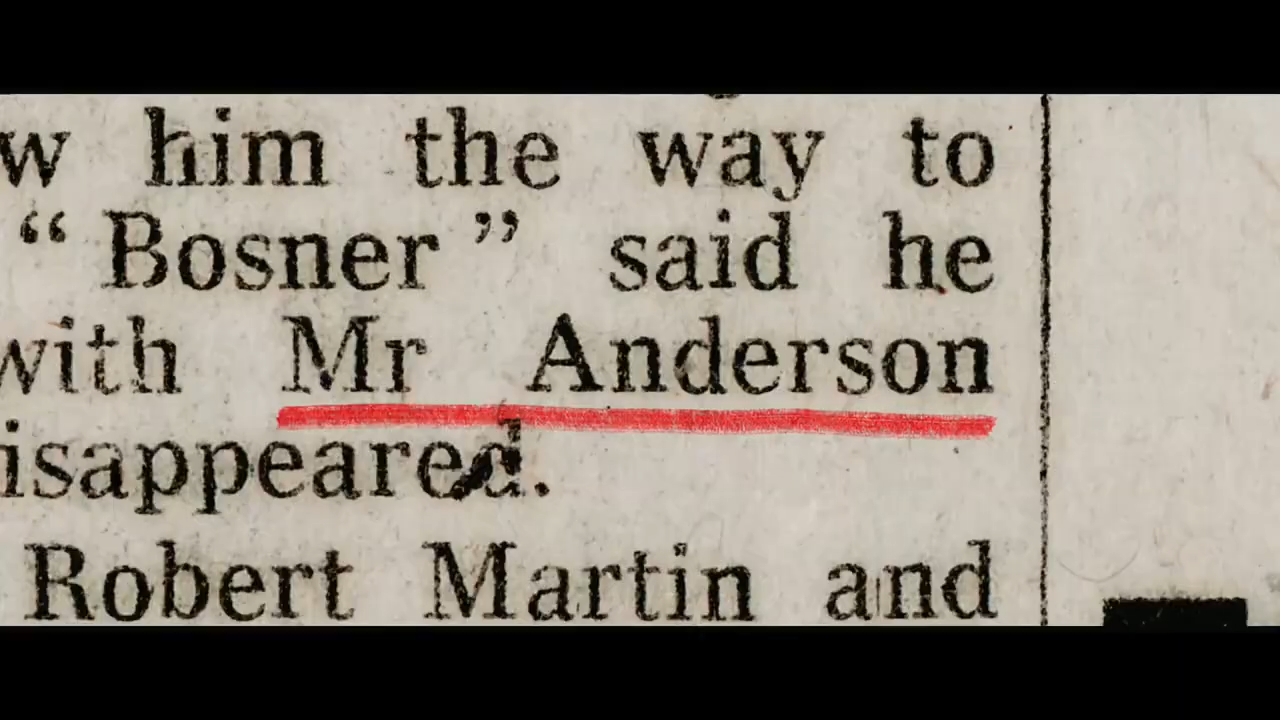 w him the way to
“ Bosner ” said he
with Mr Anderson
isappeared.
Robert Martin and